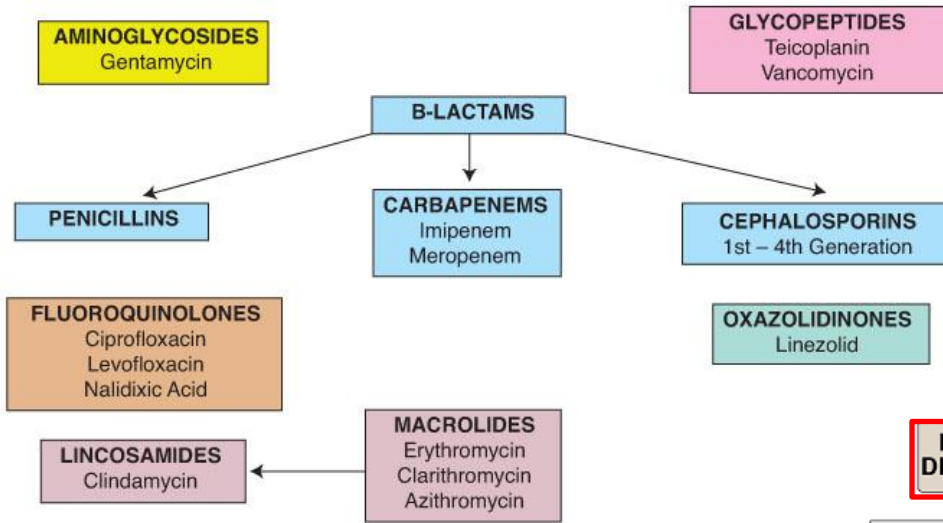 AMINOGLYCOSIDES
Gentamycin
GLYCOPEPTIDES
Teicoplanin
Vancomycin
B-LACTAMS
PENICILLINS
CARBAPENEMS
Imipenem
Meropenem
CEPHALOSPORINS
1st – 4th Generation
FLUOROQUINOLONES
Ciprofloxacin
Levofloxacin
Nalidixic Acid
OXAZOLIDINONES
Linezolid
LINCOSAMIDES
Clindamycin
MACROLIDES
Erythromycin
Clarithromycin
Azithromycin